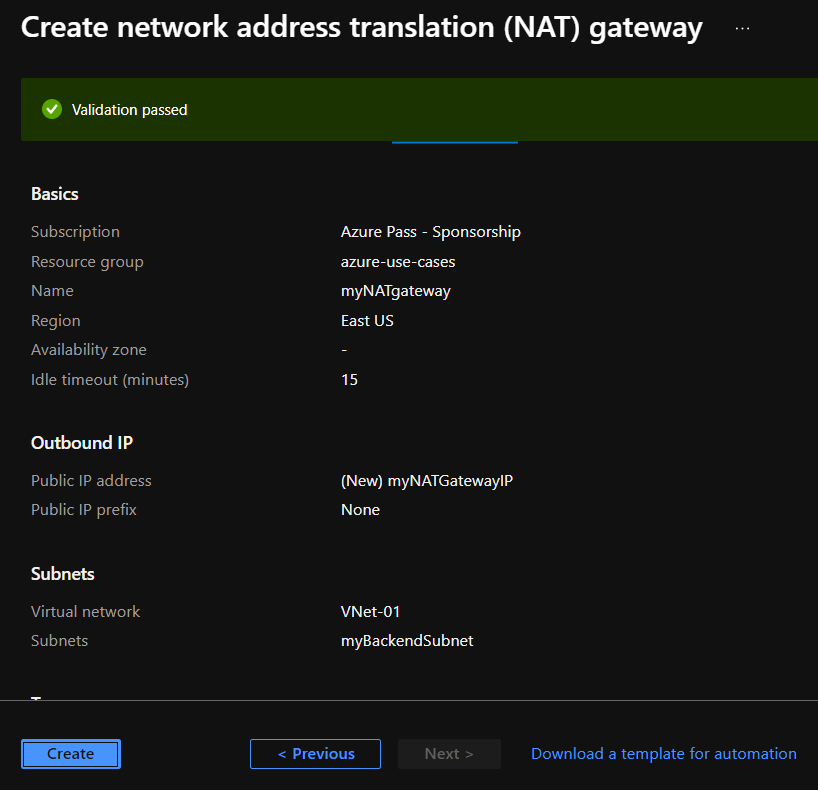 Create network address translation (NAT) gateway ...
Validation passed
Basics
Subscription Azure Pass - Sponsorship
Resource group azure-use-cases
Name myNATgateway
Region East US
Availability zone -
Idle timeout (minutes) 15
Outbound IP
Public IP address (New) myNATGatewayIP
Public IP prefix None
Subnets
Virtual network VNet-01
Subnets myBackendSubnet
Create < Previous Next > Download a template for automation